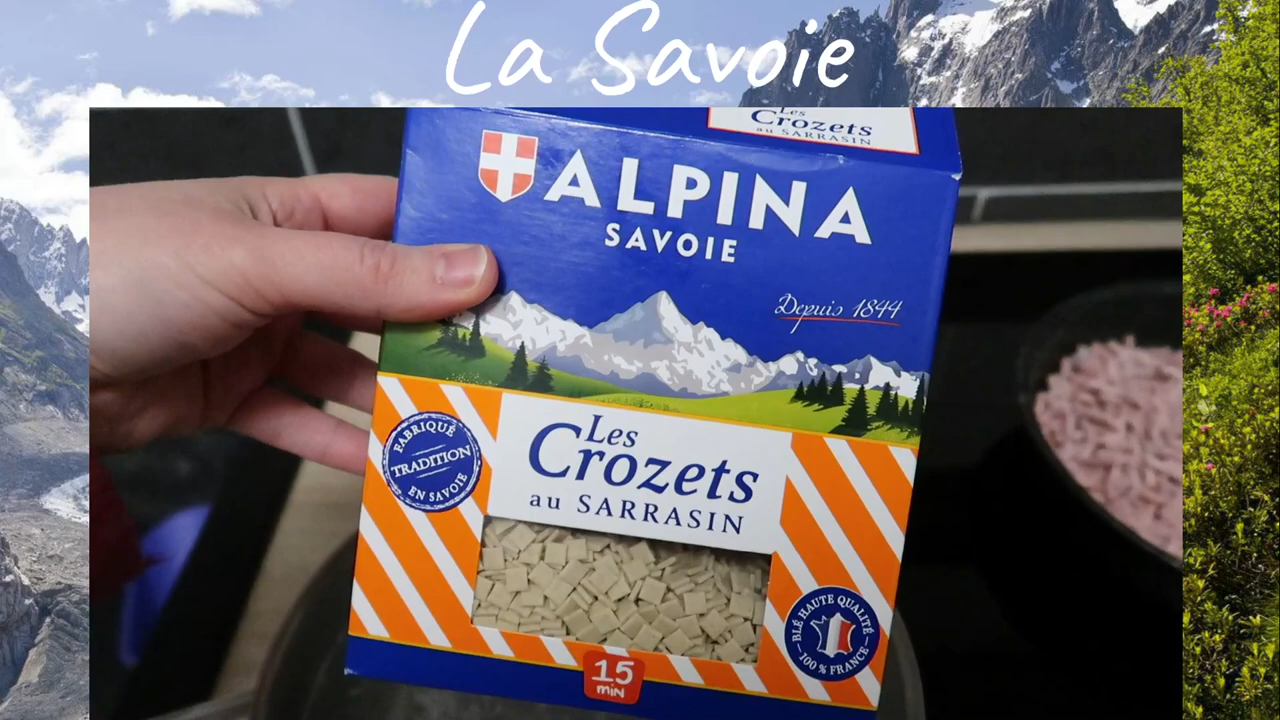 La Savoie
Les
Crozets
au SARRASIN
ALPINA
SAVOIE
Depuis 1844
Les
Crozets
au SARRASIN
FABRIQUÉ
TRADITION
EN SAVOIE
BLÉ HAUTE QUALITÉ
100% FRANCE
15
min